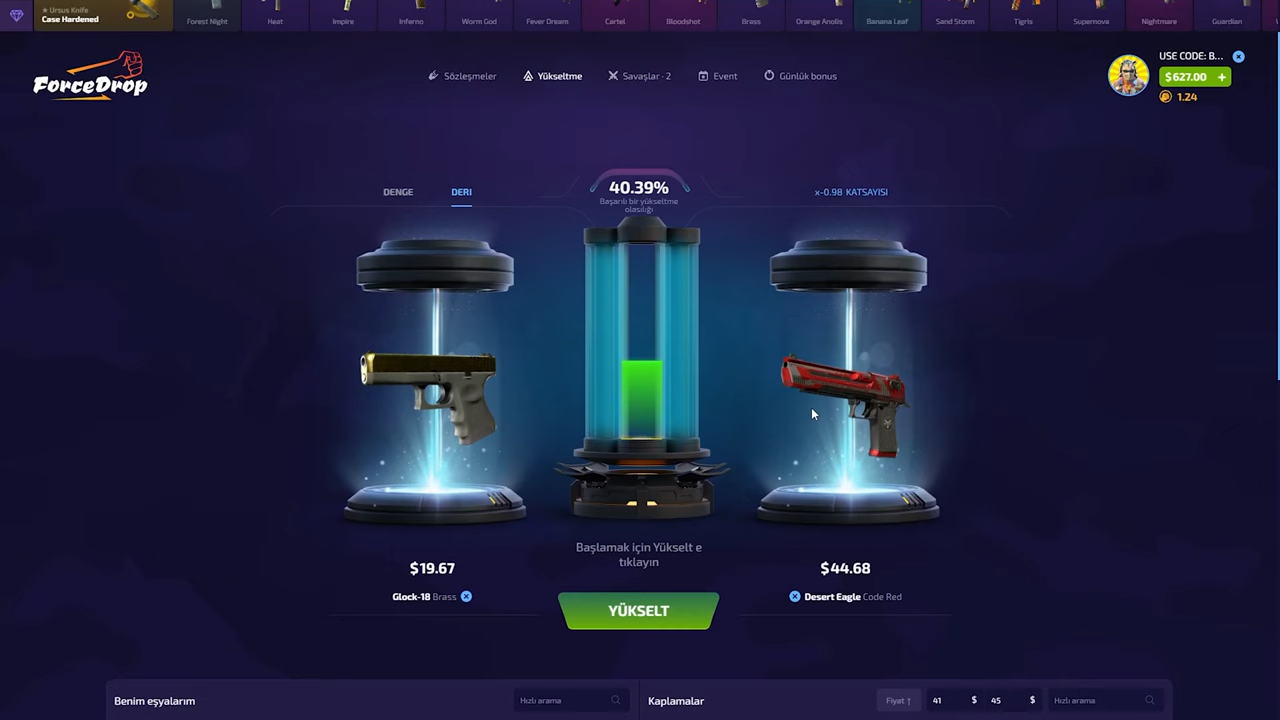 ★ Ursus Knife
Case Hardened
Forest Night
Heat
Empire
Inferno
Worm God
Fever Dream
Cartel
Bloodshot
Brass
Orange Anolis
Banana Leaf
Sand Storm
Tigris
Supernova
Nightmare
Guardian
ForceDrop
Sözleşmeler
Yükseltme
Savaşlar · 2
Event
Günlük bonus
USE CODE: B...
$627.00 +
1.24
DENGE
DERI
40.39%
Başarılı bir yükseltme
olasılığı
x-0.98 KATSAYISI
Başlamak için Yükselt e
tıklayın
$19.67
$44.68
Glock-18 Brass
Desert Eagle Code Red
YÜKSELT
Benim eşyalarım
Hızlı arama
Kaplamalar
Fiyat ↑
41 $
45 $
Hızlı arama